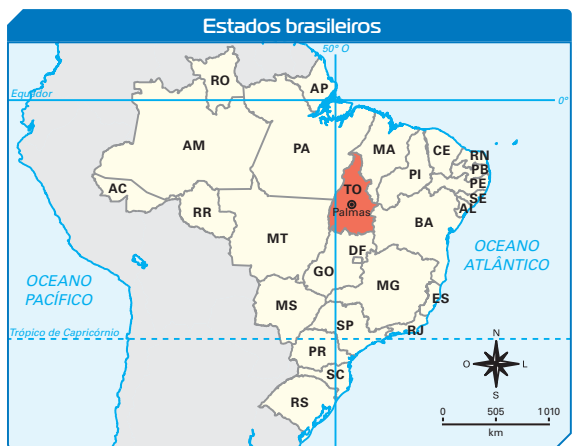 Estados brasileiros
50° O
RO
AP
Equador
0°
AM
PA
MA
CE
RN
PB
PI
PE
AC
TO
SE
AL
Palmas
RR
BA
MT
DF
OCEANO
ATLÂNTICO
GO
OCEANO
PACÍFICO
MG
ES
MS
SP
RJ
Trópico de Capricórnio
N
PR
O
L
SC
S
RS
0 505 1010
km